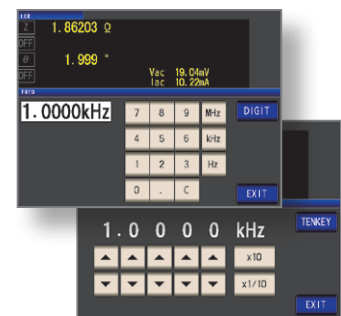 LCR
Z 1.86203 Ω
OFF
θ 1.999 °
OFF
Vac 19.04mV
Iac 10.22mA
FREQ
1.0000kHz
7 8 9 MHz DIGIT
4 5 6 kHz
1 2 3 Hz
0 . C EXIT
1.0000 kHz TENKEY
▲ ▲ ▲ ▲ ▲ x10
▼ ▼ ▼ ▼ ▼ x1/10
EXIT